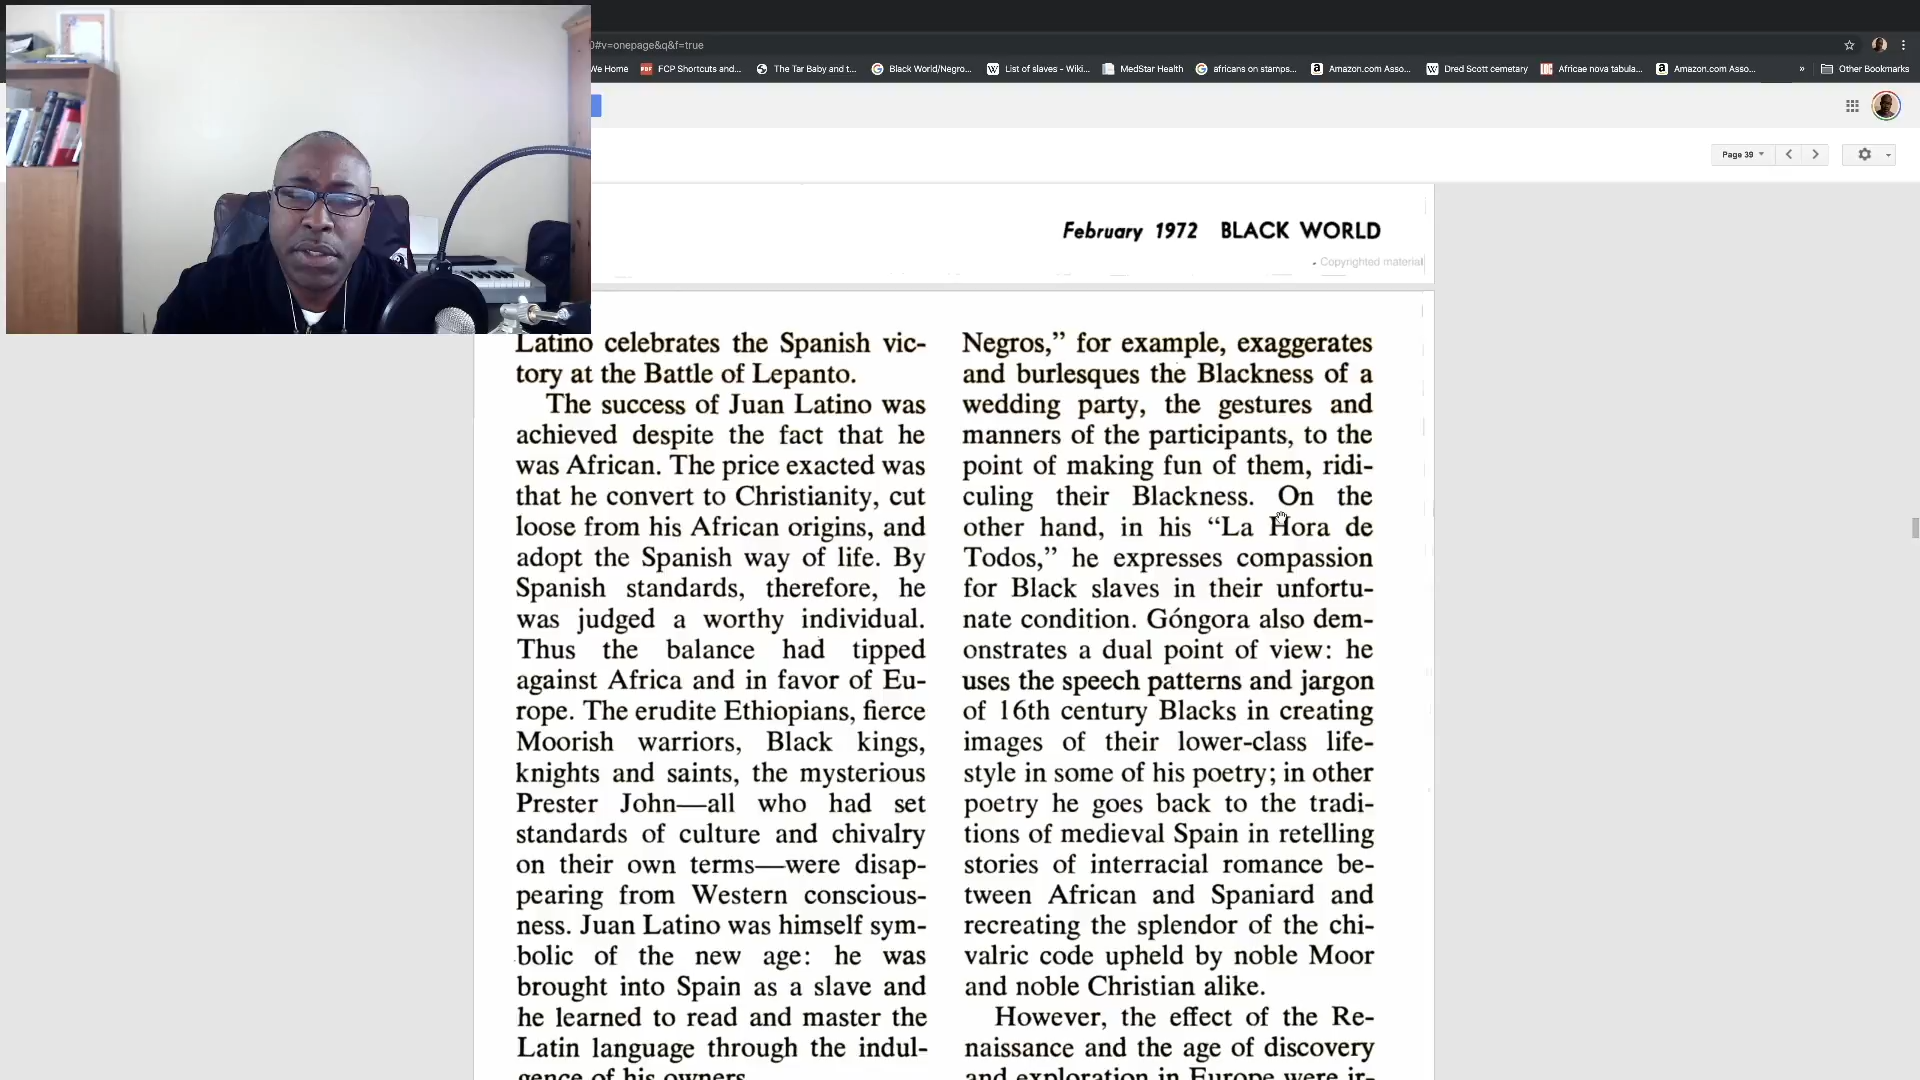 0#v=onepage&q&f=true
We Home
FCP Shortcuts and...
The Tar Baby and t...
Black World/Negro...
List of slaves - Wiki...
MedStar Health
africans on stamps...
Amazon.com Asso...
Dred Scott cemetary
Africae nova tabula...
Amazon.com Asso...
»
Other Bookmarks
Page 39
February 1972 BLACK WORLD
Copyrighted material
Latino celebrates the Spanish vic-
tory at the Battle of Lepanto.
The success of Juan Latino was
achieved despite the fact that he
was African. The price exacted was
that he convert to Christianity, cut
loose from his African origins, and
adopt the Spanish way of life. By
Spanish standards, therefore, he
was judged a worthy individual.
Thus the balance had tipped
against Africa and in favor of Eu-
rope. The erudite Ethiopians, fierce
Moorish warriors, Black kings,
knights and saints, the mysterious
Prester John—all who had set
standards of culture and chivalry
on their own terms—were disap-
pearing from Western conscious-
ness. Juan Latino was himself sym-
bolic of the new age: he was
brought into Spain as a slave and
he learned to read and master the
Latin language through the indul-
gence of his owners.
Negros,” for example, exaggerates
and burlesques the Blackness of a
wedding party, the gestures and
manners of the participants, to the
point of making fun of them, ridi-
culing their Blackness. On the
other hand, in his “La Hora de
Todos,” he expresses compassion
for Black slaves in their unfortu-
nate condition. Góngora also dem-
onstrates a dual point of view: he
uses the speech patterns and jargon
of 16th century Blacks in creating
images of their lower-class life-
style in some of his poetry; in other
poetry he goes back to the tradi-
tions of medieval Spain in retelling
stories of interracial romance be-
tween African and Spaniard and
recreating the splendor of the chi-
valric code upheld by noble Moor
and noble Christian alike.
However, the effect of the Re-
naissance and the age of discovery
and exploration in Europe were ir-